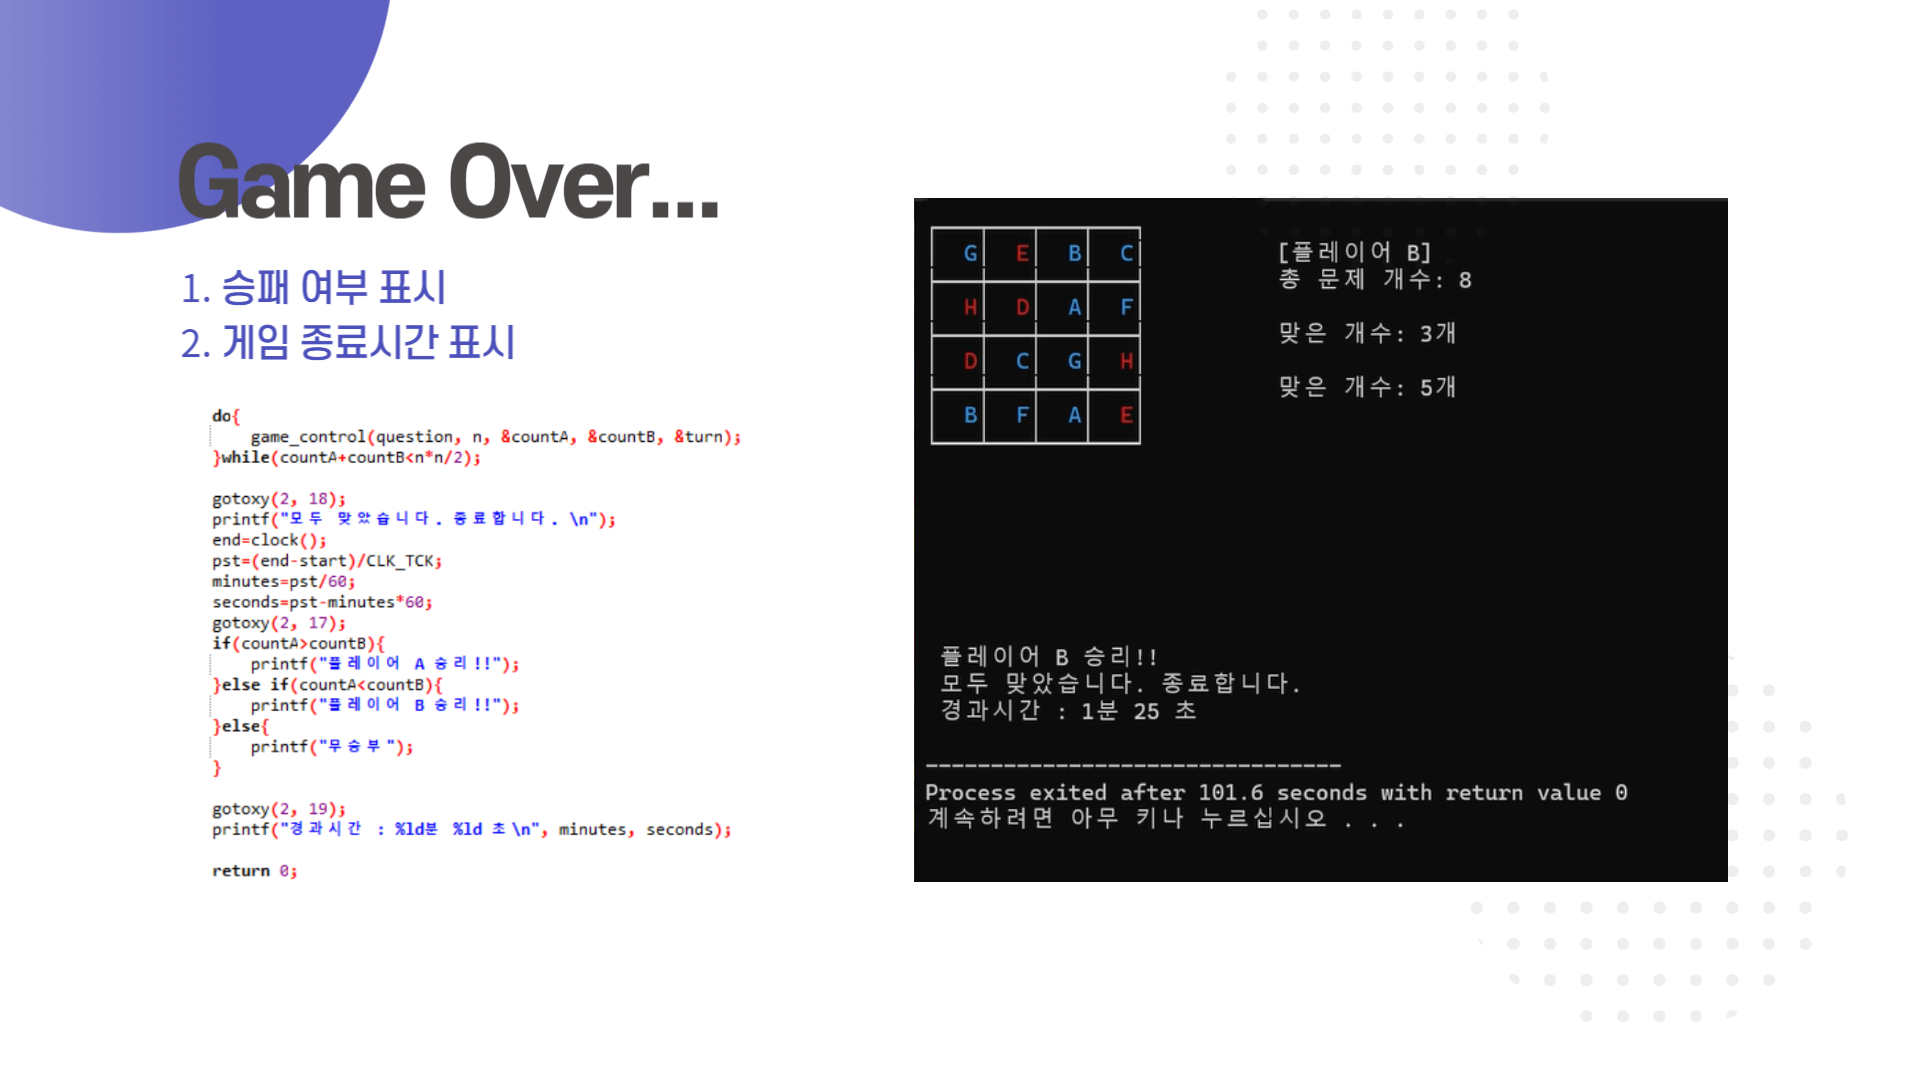 Game Over...
1. 승패 여부 표시
2. 게임 종료시간 표시
do{
game_control(question, n, &countA, &countB, &turn);
}while(countA+countB<n*n/2);
gotoxy(2, 18);
printf("모두 맞았습니다. 종료합니다. \n");
end=clock();
pst=(end-start)/CLK_TCK;
minutes=pst/60;
seconds=pst-minutes*60;
gotoxy(2, 17);
if(countA>countB){
printf("플레이어 A 승리!!");
}else if(countA<countB){
printf("플레이어 B 승리!!");
}else{
printf("무승부");
}
gotoxy(2, 19);
printf("경과시간 : %ld분 %ld 초\n", minutes, seconds);
return 0;
G E B C
H D A F
D C G H
B F A E
[플레이어 B]
총 문제 개수: 8
맞은 개수: 3개
맞은 개수: 5개
플레이어 B 승리!!
모두 맞았습니다. 종료합니다.
경과시간 : 1분 25 초
--------------------------------
Process exited after 101.6 seconds with return value 0
계속하려면 아무 키나 누르십시오 . . .